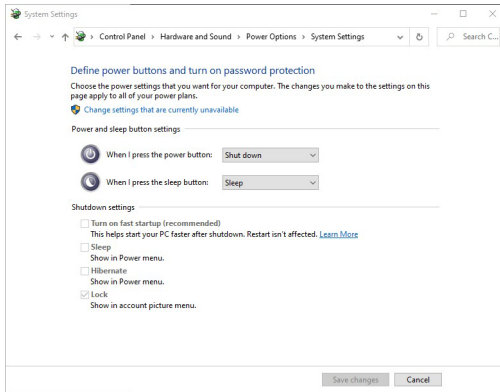 System Settings
Control Panel > Hardware and Sound > Power Options > System Settings
Search C...
Define power buttons and turn on password protection
Choose the power settings that you want for your computer. The changes you make to the settings on this
page apply to all of your power plans.
Change settings that are currently unavailable
Power and sleep button settings
When I press the power button: Shut down
When I press the sleep button: Sleep
Shutdown settings
Turn on fast startup (recommended)
This helps start your PC faster after shutdown. Restart isn't affected. Learn More
Sleep
Show in Power menu.
Hibernate
Show in Power menu.
Lock
Show in account picture menu.
Save changes
Cancel